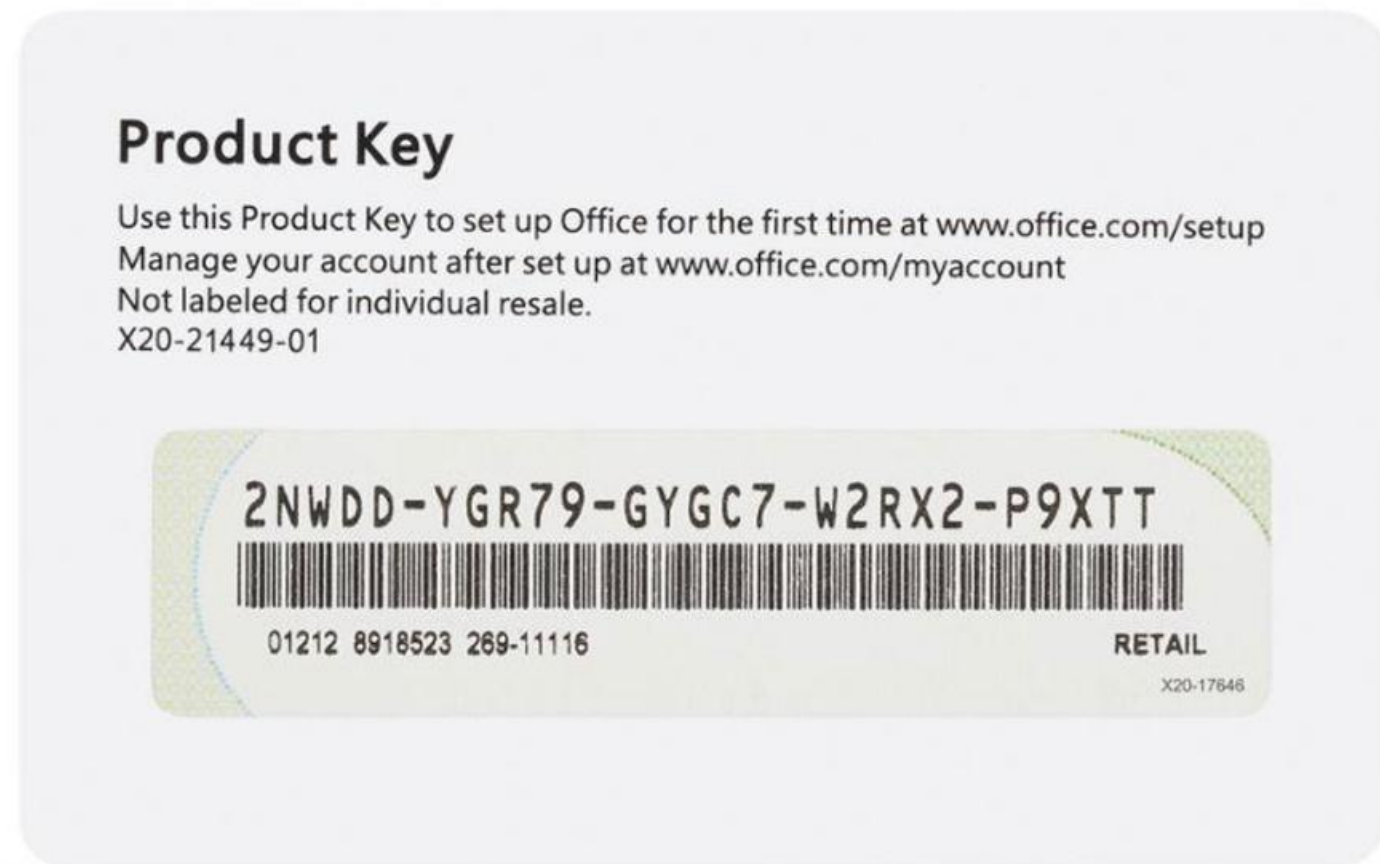 Product Key
Use this Product Key to set up Office for the first time at www.office.com/setup
Manage your account after set up at www.office.com/myaccount
Not labeled for individual resale.
X20-21449-01
2NWDD-YGR79-GYGC7-W2RX2-P9XTT
01212 8918523 269-11116
RETAIL
X20-17646